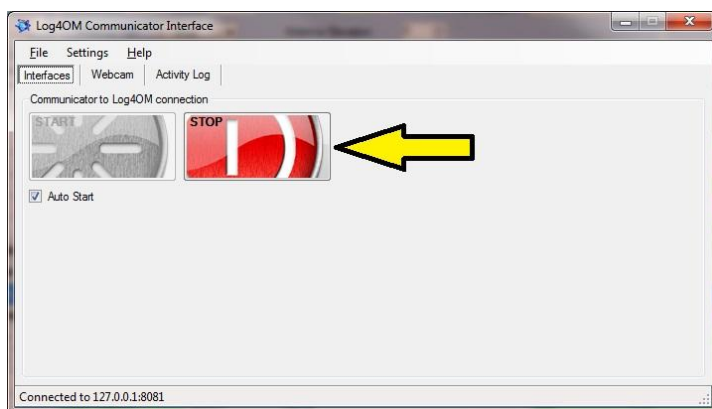 Log4OM Communicator Interface
File Settings Help
Interfaces Webcam Activity Log
Communicator to Log4OM connection
START STOP
Auto Start
Connected to 127.0.0.1:8081